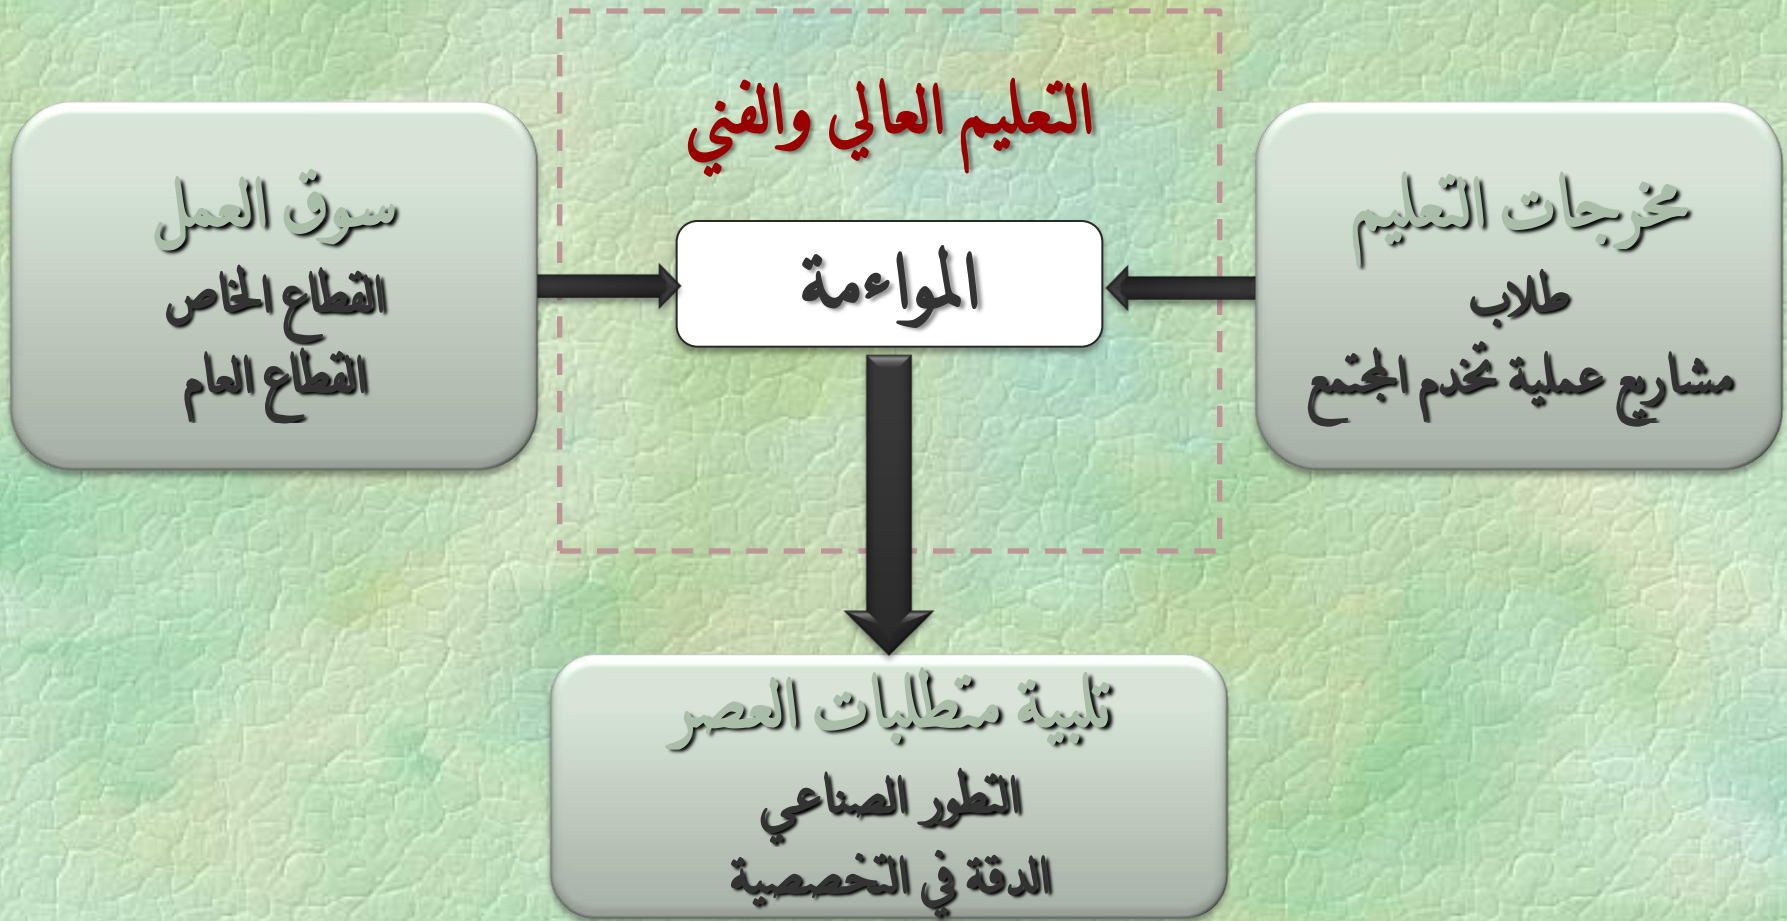 التعليم العالي والفني
مخرجات التعليم
طلاب
مشاريع عملية تخدم المجتمع
المواءمة
سوق العمل
القطاع الخاص
القطاع العام
تلبية متطلبات العصر
التطور الصناعي
الدقة في التخصصية